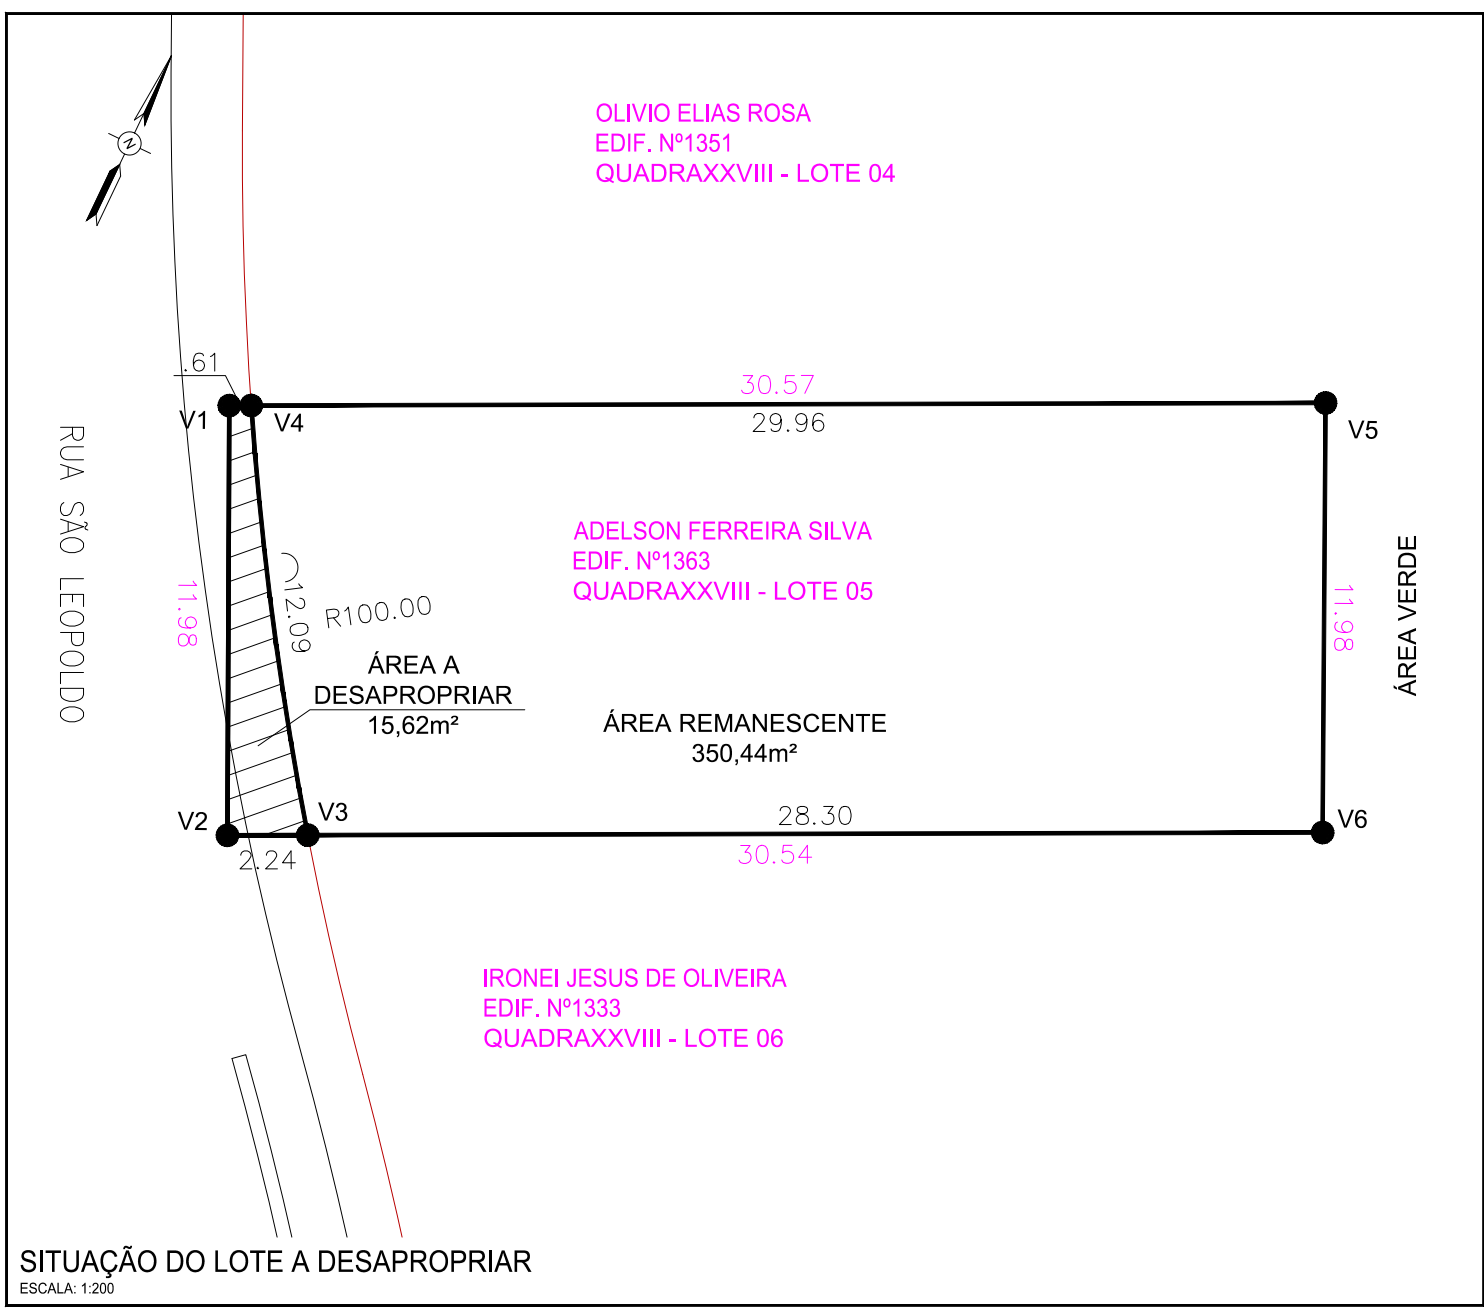 N
OLIVIO ELIAS ROSA
EDIF. Nº1351
QUADRAXXVIII - LOTE 04
.61
30.57
V1
V4
29.96
V5
RUA SÃO LEOPOLDO
ADELSON FERREIRA SILVA
EDIF. Nº1363
QUADRAXXVIII - LOTE 05
11.98
12.09
R100.00
11.98
ÁREA VERDE
ÁREA A
DESAPROPRIAR
15,62m²
ÁREA REMANESCENTE
350,44m²
V2
V3
28.30
V6
2.24
30.54
IRONEI JESUS DE OLIVEIRA
EDIF. Nº1333
QUADRAXXVIII - LOTE 06
SITUAÇÃO DO LOTE A DESAPROPRIAR
ESCALA: 1:200